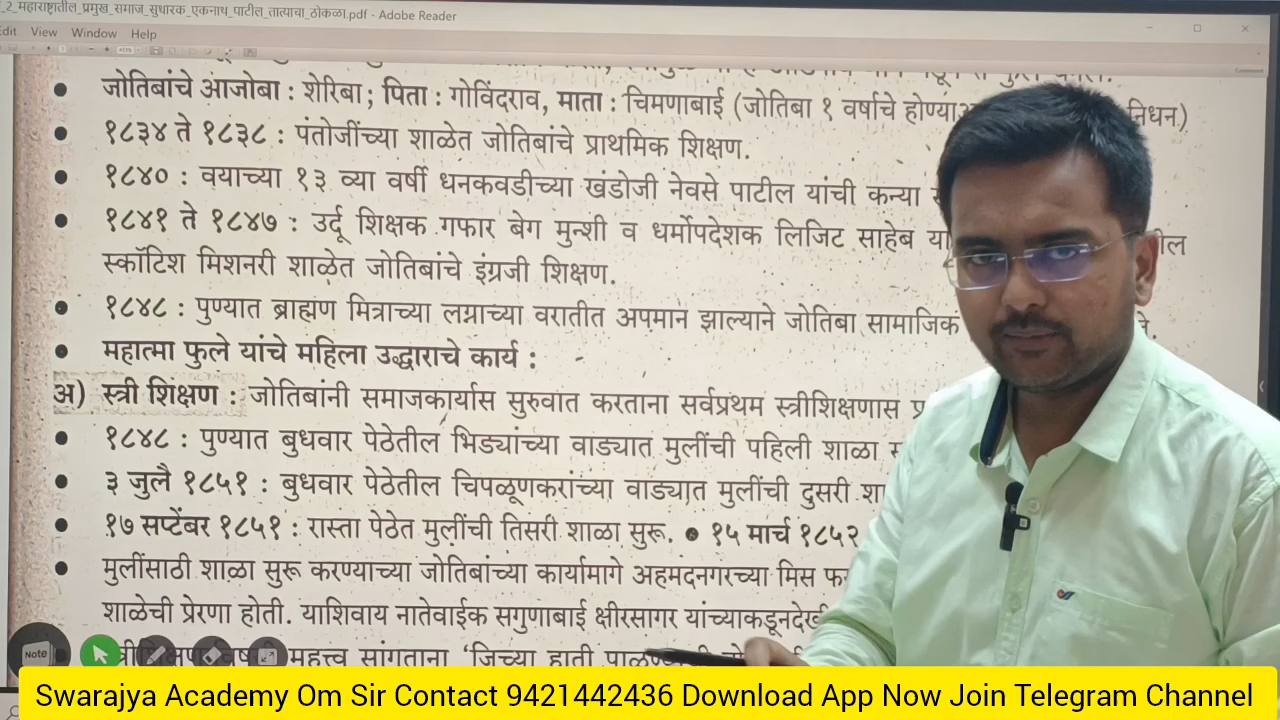 _2_महाराष्ट्रातील_प्रमुख_समाज_सुधारक_एकनाथ_पाटील_तात्याचा_ठोकळा.pdf - Adobe Reader
Edit View Window Help
• जोतिबांचे आजोबा : शेरिबा; पिता : गोविंदराव, माता : चिमणाबाई (जोतिबा १ वर्षाचे निधन)
• १८३४ ते १८३८ : पंतोजींच्या शाळेत जोतिबांचे प्राथमिक शिक्षण.
• १८४० : वयाच्या १३ व्या वर्षी धनकवडीच्या खंडोजी नेवसे पाटील यांची कन्या
• १८४१ ते १८४७ : उर्दू शिक्षक गफार बेग मुन्शी व धर्मोपदेशक लिजिट साहेब
स्कॉटिश मिशनरी शाळेत जोतिबांचे इंग्रजी शिक्षण.
• १८४८ : पुण्यात ब्राह्मण मित्राच्या लग्नाच्या वरातीत अपमान झाल्याने जोतिबा सामाजिक
• महात्मा फुले यांचे महिला उद्धाराचे कार्य :
अ) स्त्री शिक्षण : जोतिबांनी समाजकार्यास सुरुवात करताना सर्वप्रथम स्त्रीशिक्षणास
• १८४८ : पुण्यात बुधवार पेठेतील भिड्यांच्या वाड्यात मुलींची पहिली शाळा
• ३ जुलै १८५१ : बुधवार पेठेतील चिपळूणकरांच्या वाड्यात मुलींची दुसरी
• १७ सप्टेंबर १८५१ : रास्ता पेठेत मुलींची तिसरी शाळा सुरू. • १५ मार्च १८५२
• मुलींसाठी शाळा सुरू करण्याच्या जोतिबांच्या कार्यामागे अहमदनगरच्या मिस
शाळेची प्रेरणा होती. याशिवाय नातेवाईक सगुणाबाई क्षीरसागर यांच्याकडूनदेखी
महत्त्व सांगताना 'जिच्या हाती
Note
Swarajya Academy Om Sir Contact 9421442436 Download App Now Join Telegram Channel